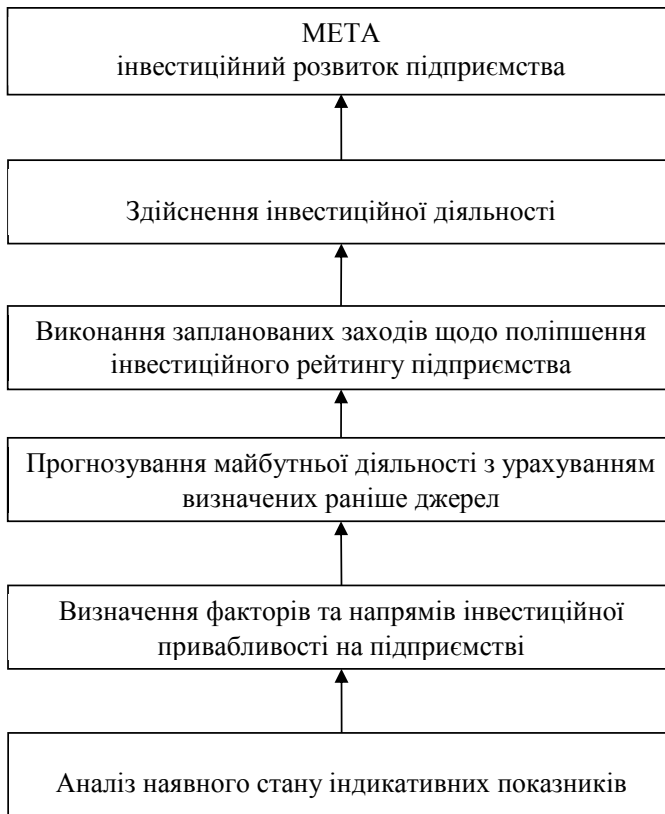 МЕТА
інвестиційний розвиток підприємства
Здійснення інвестиційної діяльності
Виконання запланованих заходів щодо поліпшення
інвестиційного рейтингу підприємства
Прогнозування майбутньої діяльності з урахуванням
визначених раніше джерел
Визначення факторів та напрямів інвестиційної
привабливості на підприємстві
Аналіз наявного стану індикативних показників